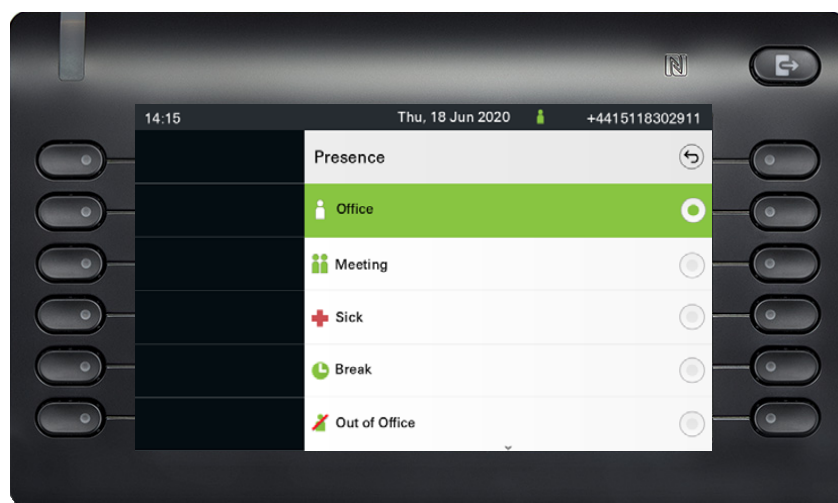 14:15 Thu, 18 Jun 2020 +4415118302911
Presence
Office
Meeting
Sick
Break
Out of Office